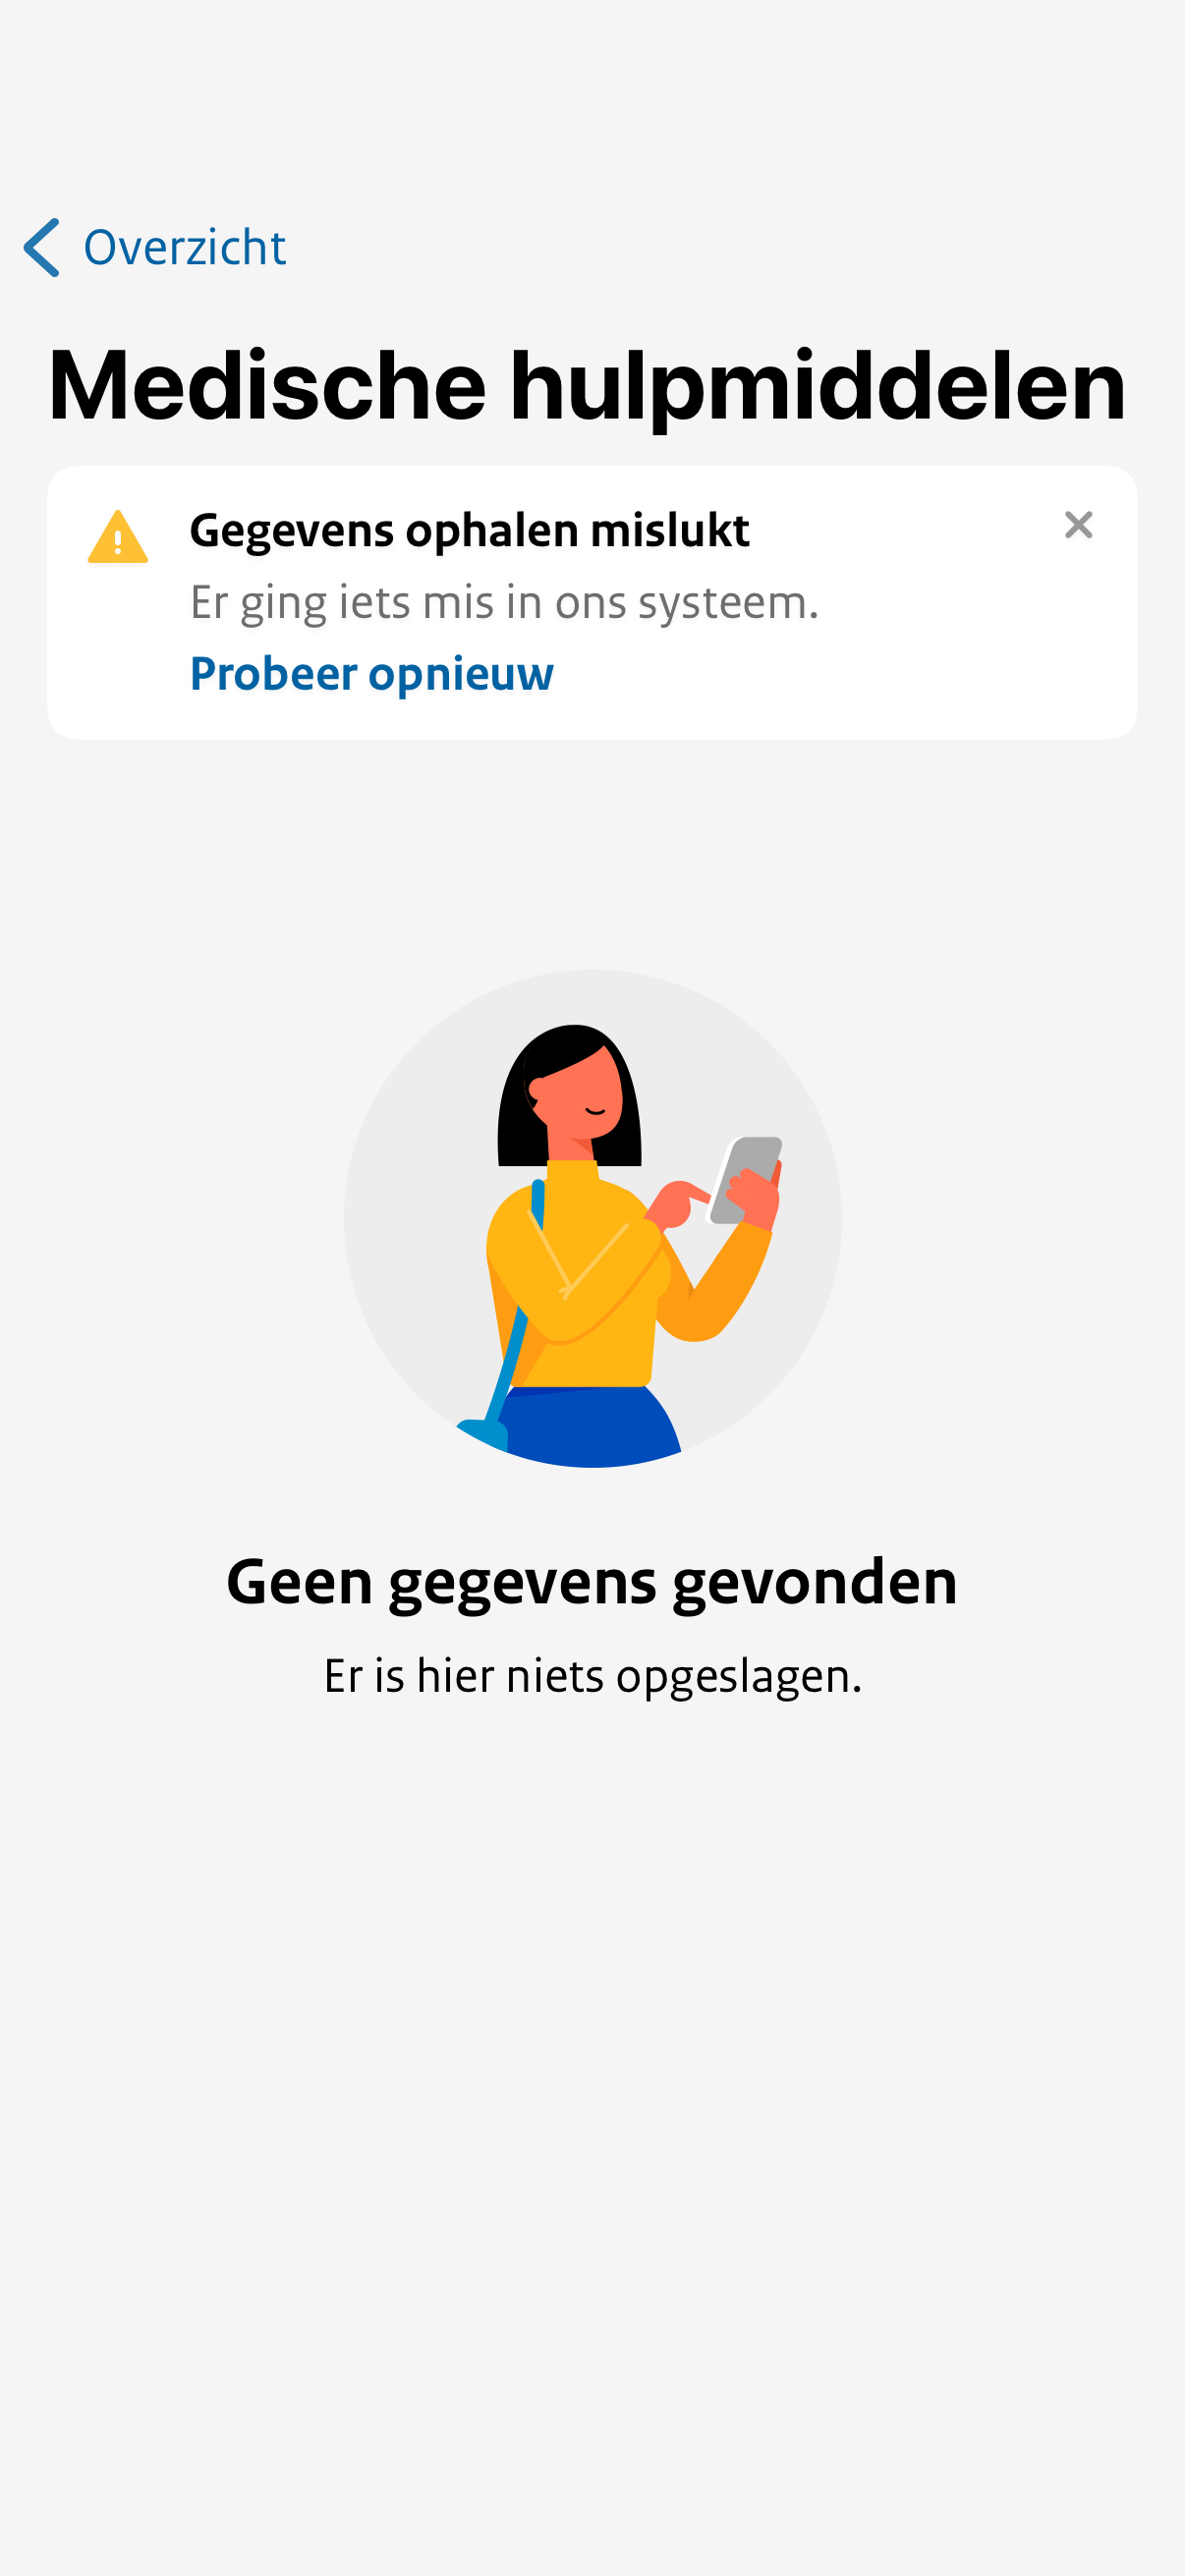 Overzicht
Medische hulpmiddelen
Gegevens ophalen mislukt
Er ging iets mis in ons systeem.
Probeer opnieuw
Geen gegevens gevonden
Er is hier niets opgeslagen.